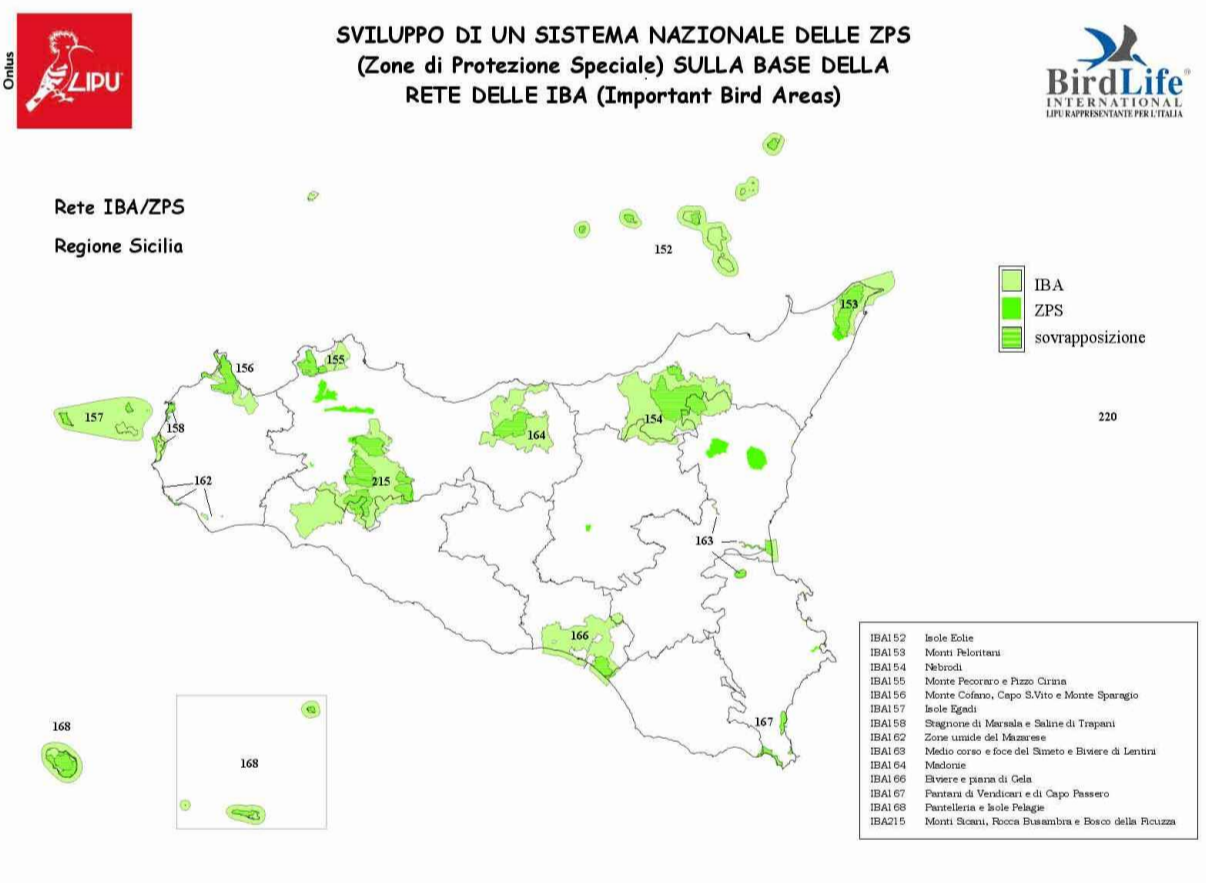 Onlus
LIPU
SVILUPPO DI UN SISTEMA NAZIONALE DELLE ZPS
(Zone di Protezione Speciale) SULLA BASE DELLA
RETE DELLE IBA (Important Bird Areas)
BirdLife®
INTERNATIONAL
LIPU RAPPRESENTANTE PER L'ITALIA
Rete IBA/ZPS
Regione Sicilia
152
IBA
ZPS
sovrapposizione
153
155
156
157
158
154
164
220
215
162
163
166
167
168
168
IBA152 Isole Eolie
IBA153 Monti Peloritani
IBA154 Nebrodi
IBA155 Monte Pecoraro e Pizzo Cirina
IBA156 Monte Cofano, Capo S.Vito e Monte Sparagio
IBA157 Isole Egadi
IBA158 Stagnone di Marsala e Saline di Trapani
IBA162 Zone umide del Mazarese
IBA163 Medio corso e foce del Simeto e Biviere di Lentini
IBA164 Madonie
IBA166 Biviere e piana di Gela
IBA167 Pantani di Vendicari e di Capo Passero
IBA168 Pantelleria e Isole Pelagie
IBA215 Monti Sicani, Rocca Busambra e Bosco della Ficuzza